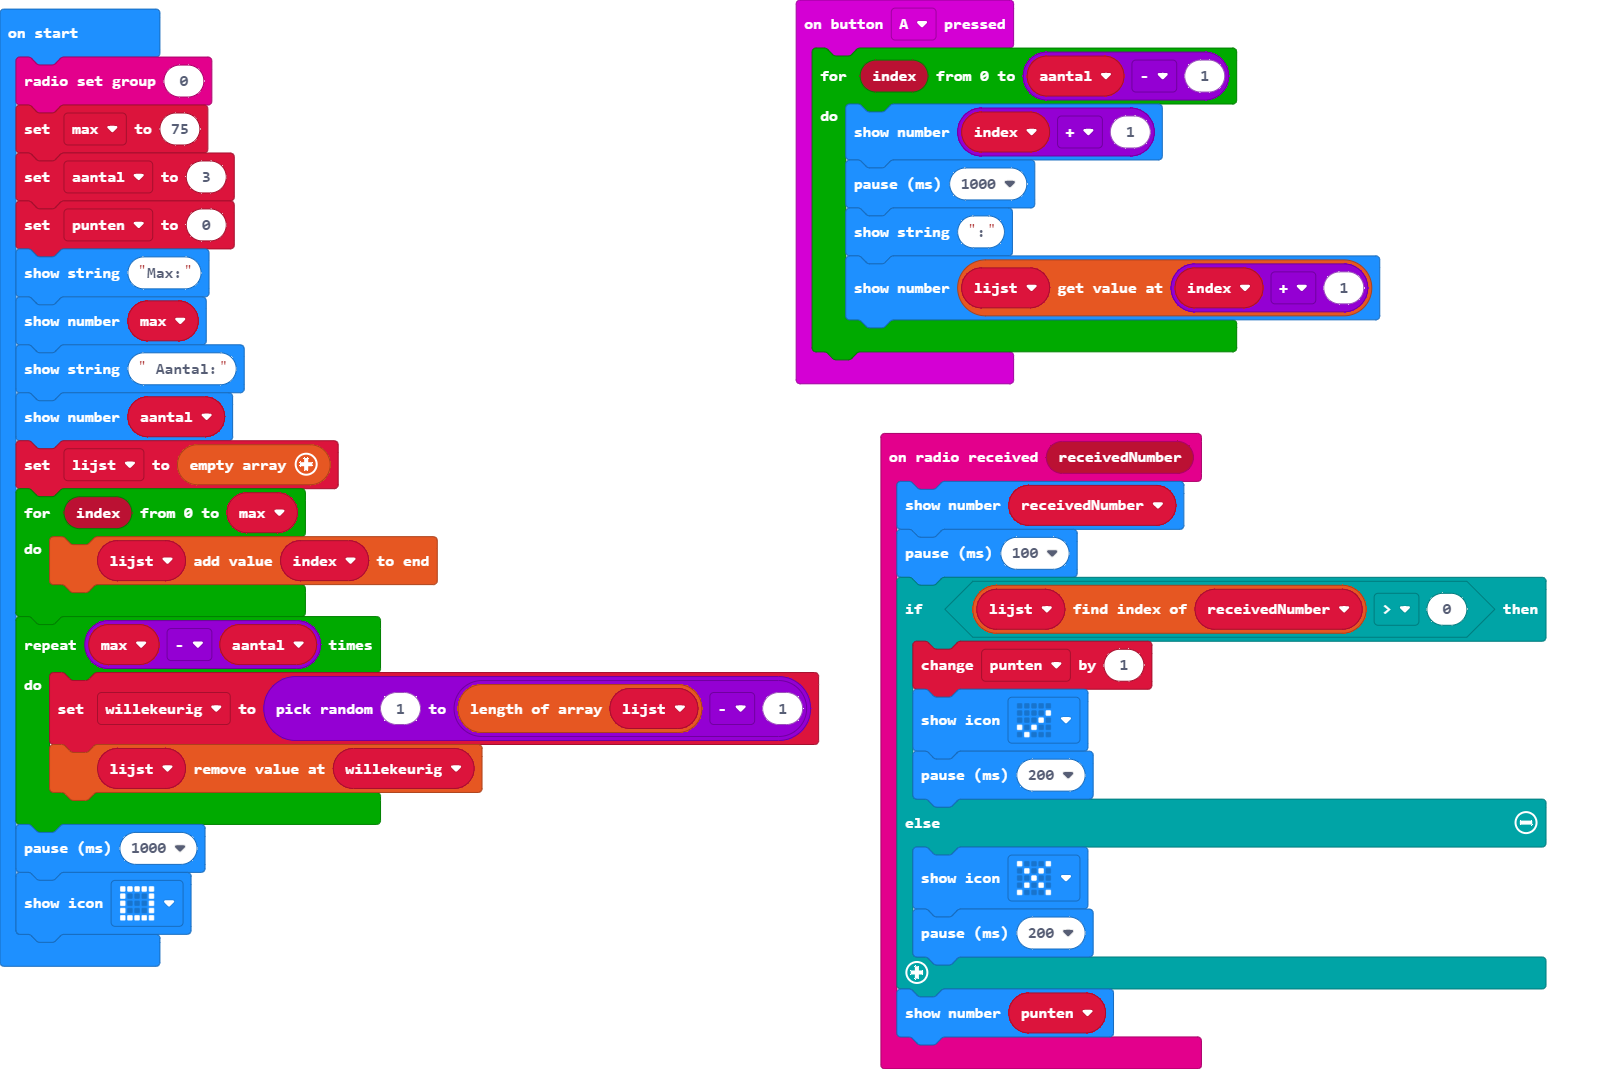 on start
radio set group 0
set max to 75
set aantal to 3
set punten to 0
show string "Max:"
show number max
show string " Aantal:"
show number aantal
set lijst to empty array
for index from 0 to max
do
lijst add value index to end
repeat max - aantal times
do
set willekeurig to pick random 1 to length of array lijst - 1
lijst remove value at willekeurig
pause (ms) 1000
show icon
on button A pressed
for index from 0 to aantal - 1
do
show number index + 1
pause (ms) 1000
show string ":"
show number lijst get value at index + 1
on radio received receivedNumber
show number receivedNumber
pause (ms) 100
if lijst find index of receivedNumber > 0 then
change punten by 1
show icon
pause (ms) 200
else
show icon
pause (ms) 200
show number punten